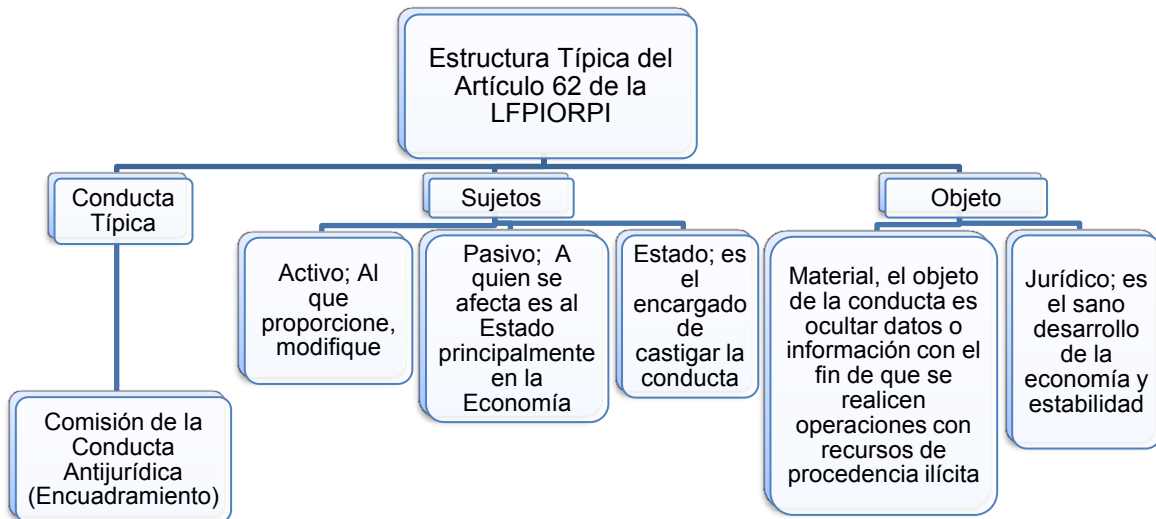 Estructura Típica del
Artículo 62 de la
LFPIORPI
Conducta
Típica
Sujetos
Objeto
Activo; Al
que
proporcione,
modifique
Pasivo;  A
quien se
afecta es al
Estado
principalmente
en la
Economía
Estado; es
el
encargado
de
castigar la
conducta
Material, el objeto
de la conducta es
ocultar datos o
información con el
fin de que se
realicen
operaciones con
recursos de
procedencia ilícita
Jurídico; es
el sano
desarrollo
de la
economía y
estabilidad
Comisión de la
Conducta
Antijurídica
(Encuadramiento)